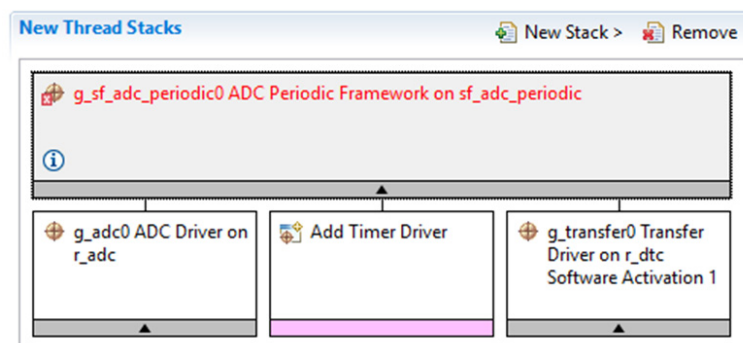 New Thread Stacks
New Stack > Remove
g_sf_adc_periodic0 ADC Periodic Framework on sf_adc_periodic
g_adc0 ADC Driver on
r_adc
Add Timer Driver
g_transfer0 Transfer
Driver on r_dtc
Software Activation 1